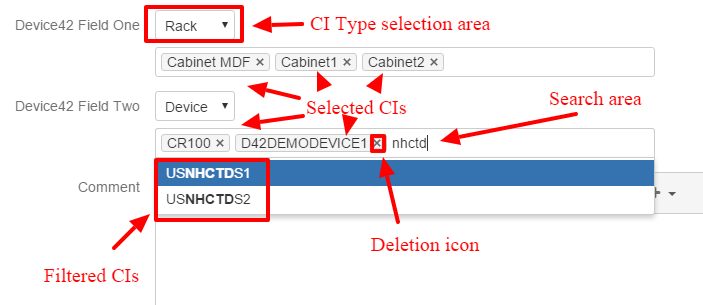 Device42 Field One Rack CI Type selection area
Cabinet MDF × Cabinet1 × Cabinet2 ×
Device42 Field Two Device Selected CIs Search area
CR100 × D42DEMODEVICE1 × nhctd
Comment USNHCTDS1
USNHCTDS2
Deletion icon
Filtered CIs